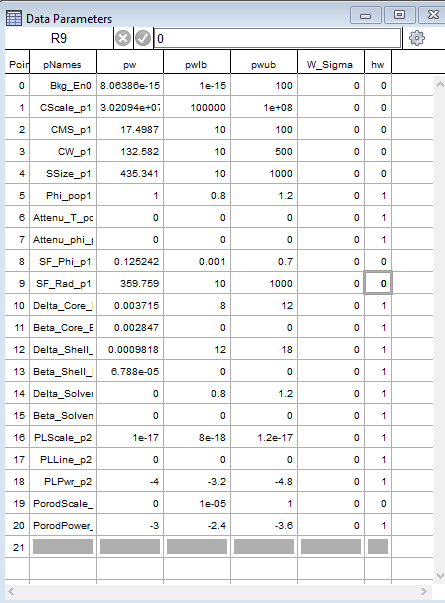 Data Parameters
R9 0
Poin pNames pw pwlb pwub W_Sigma hw
0 Bkg_En0 8.06386e-15 1e-15 100 0 0
1 CScale_p1 3.02094e+07 100000 1e+08 0 0
2 CMS_p1 17.4987 10 100 0 0
3 CW_p1 132.582 10 500 0 0
4 SSize_p1 435.341 10 1000 0 0
5 Phi_pop1 1 0.8 1.2 0 1
6 Attenu_T_po 0 0 0 0 1
7 Attenu_phi_p 0 0 0 0 1
8 SF_Phi_p1 0.125242 0.001 0.7 0 0
9 SF_Rad_p1 359.759 10 1000 0 0
10 Delta_Core_ 0.003715 8 12 0 1
11 Beta_Core_E 0.002847 0 0 0 1
12 Delta_Shell_ 0.0009818 12 18 0 1
13 Beta_Shell_ 6.788e-05 0 0 0 1
14 Delta_Solve 0 0.8 1.2 0 1
15 Beta_Solven 0 0 0 0 1
16 PLScale_p2 1e-17 8e-18 1.2e-17 0 1
17 PLLine_p2 0 0 0 0 1
18 PLPwr_p2 -4 -3.2 -4.8 0 1
19 PorodScale_ 0 1e-05 1 0 0
20 PorodPower_ -3 -2.4 -3.6 0 1
21